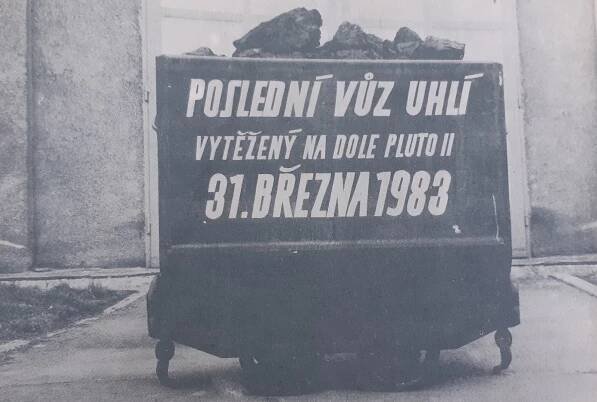 POSLEDNÍ VŮZ UHLÍ
VYTĚŽENÝ NA DOLE PLUTO II
31. BŘEZNA 1983